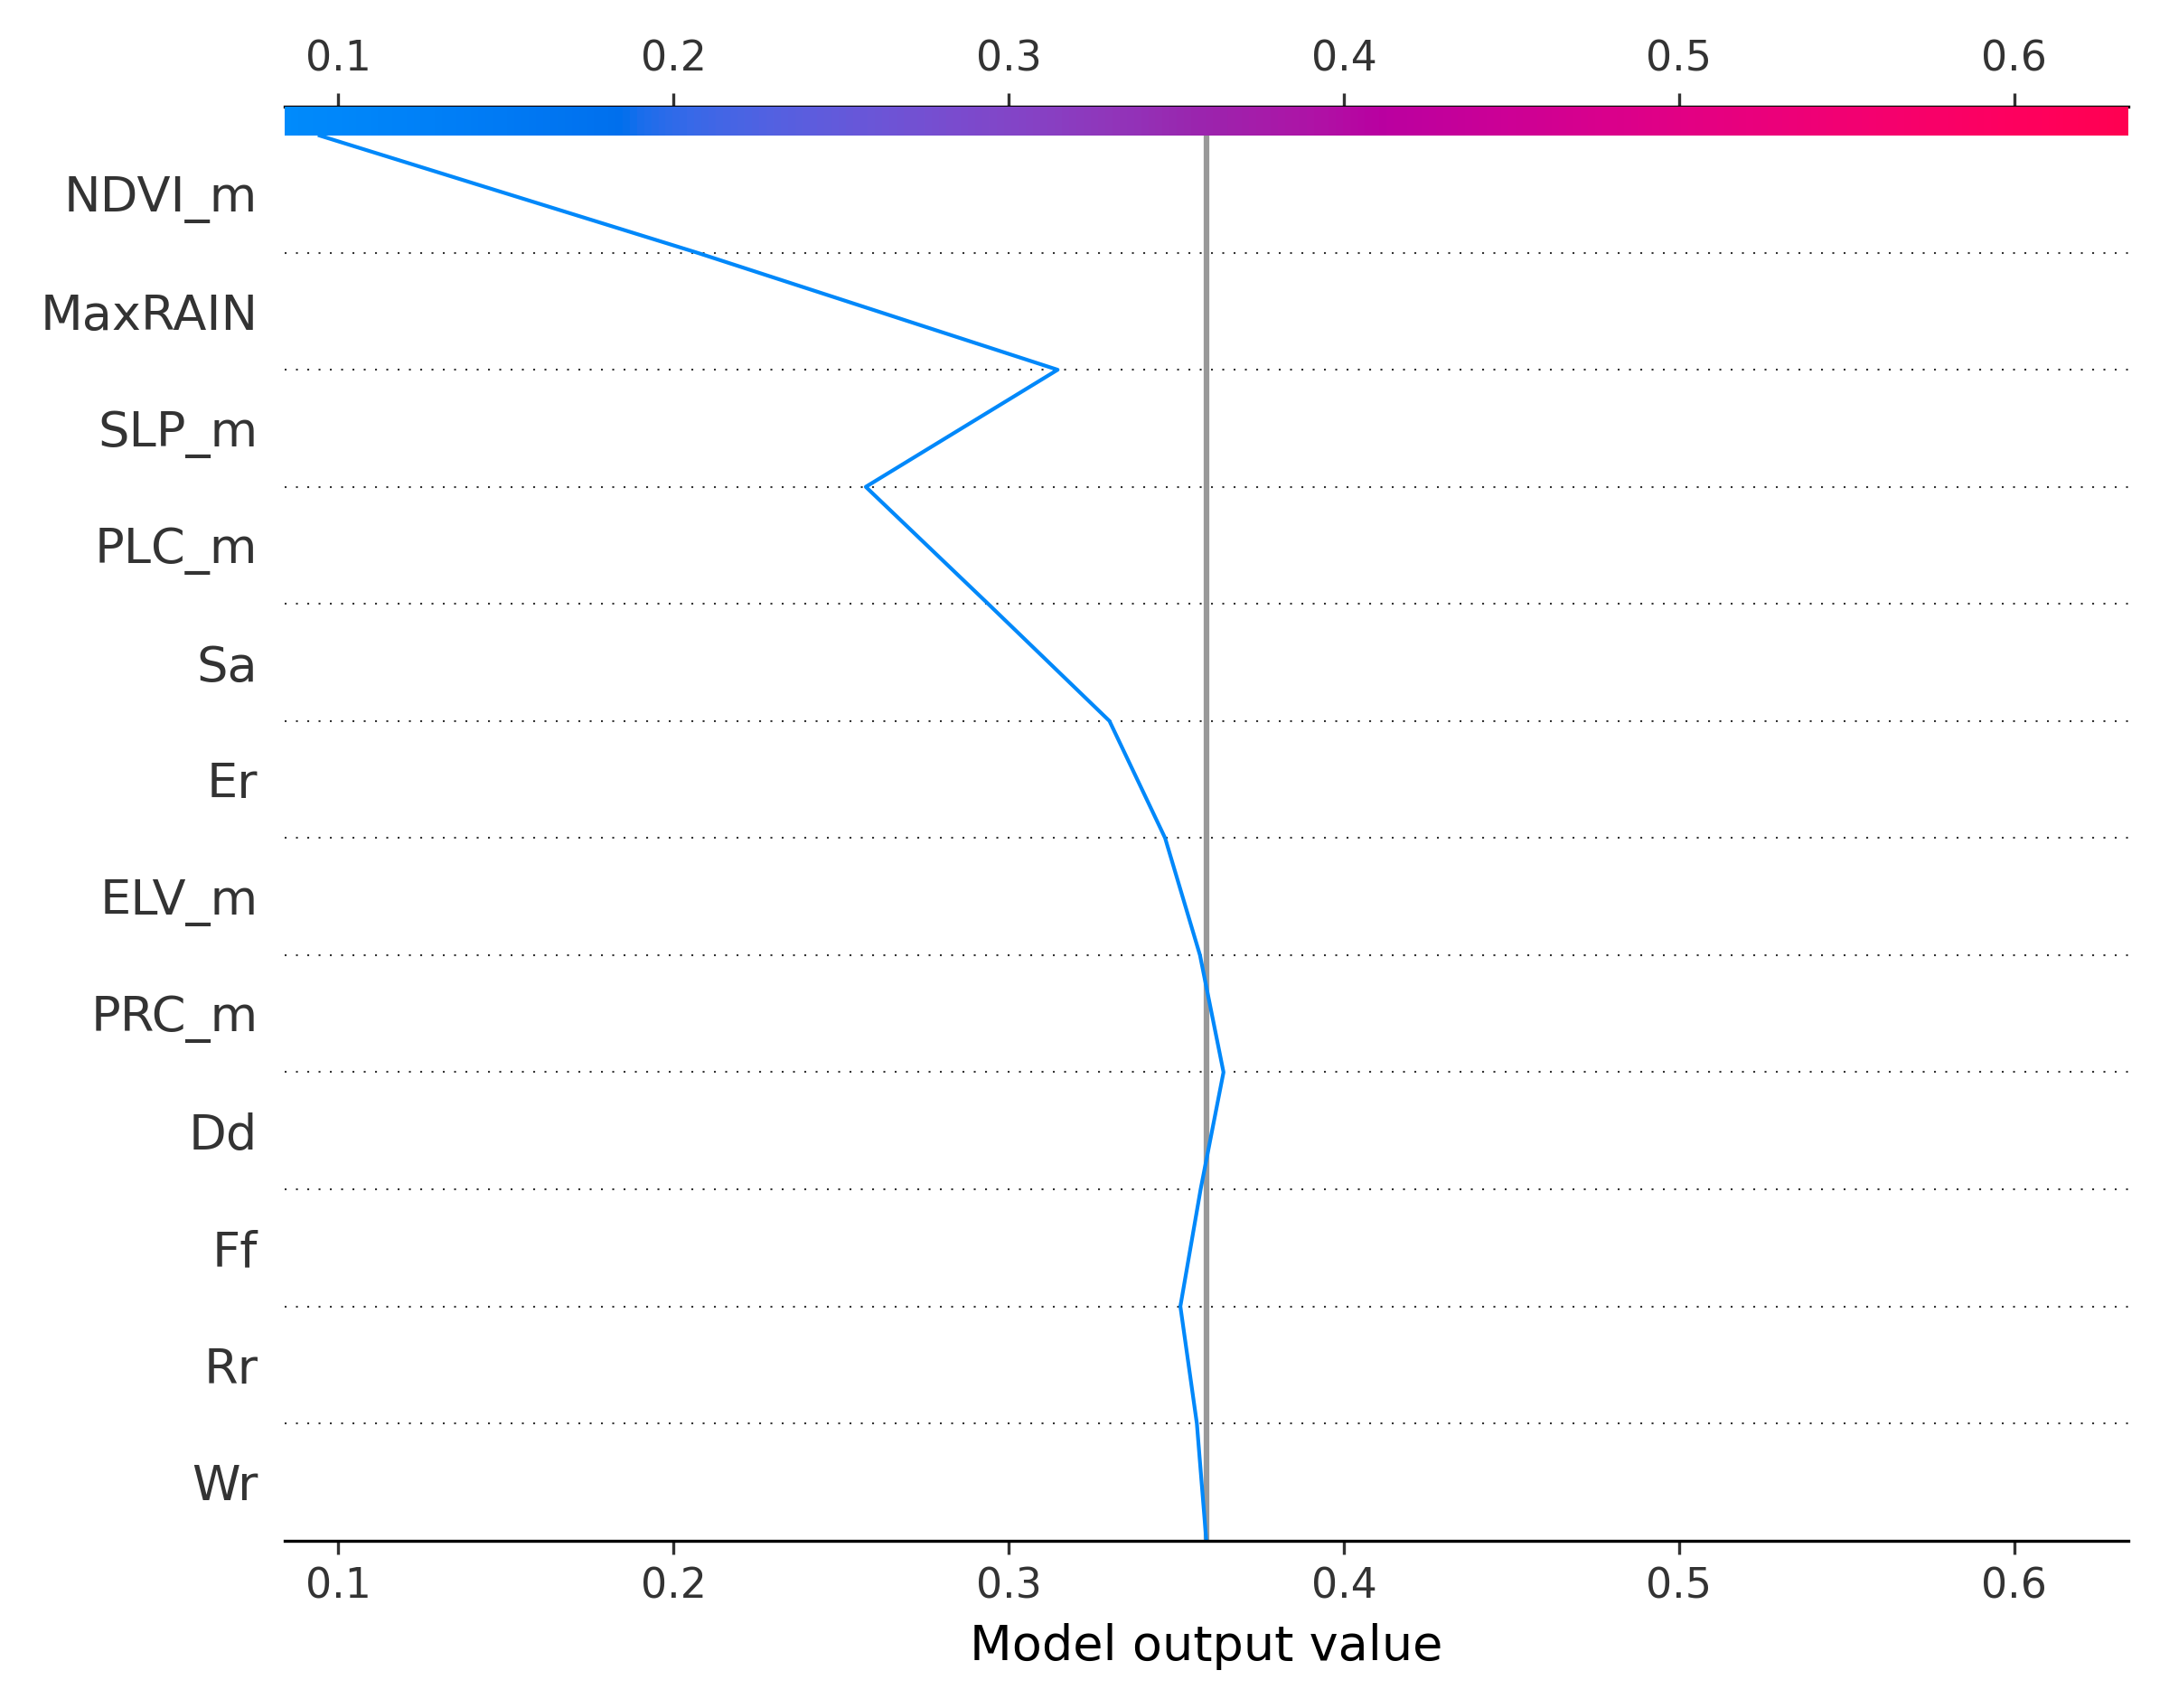 0.1 0.2 0.3 0.4 0.5 0.6
NDVI_m
MaxRAIN
SLP_m
PLC_m
Sa
Er
ELV_m
PRC_m
Dd
Ff
Rr
Wr
0.1 0.2 0.3 0.4 0.5 0.6
Model output value